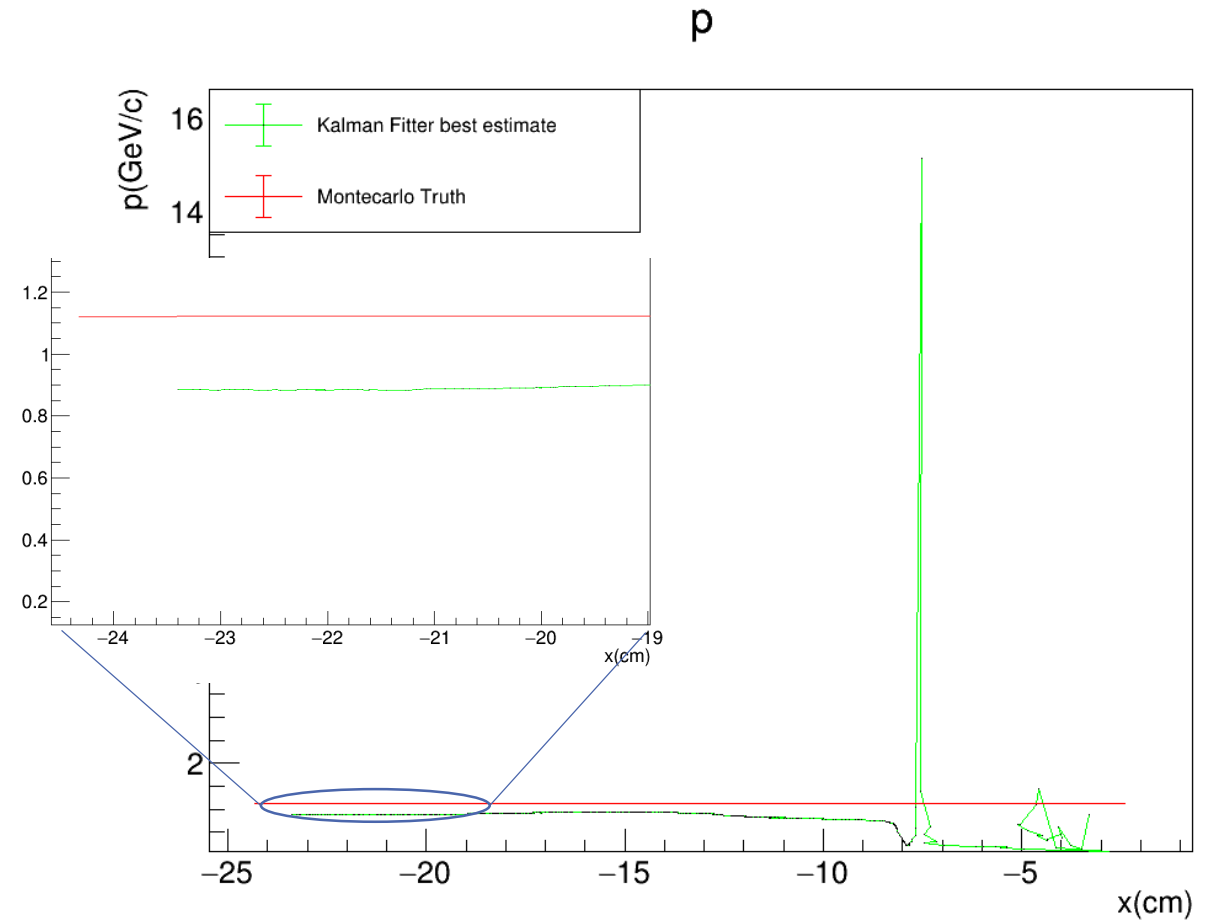 p
p(GeV/c)
16
Kalman Fitter best estimate
Montecarlo Truth
14
1.2
1
0.8
0.6
0.4
0.2
−24 −23 −22 −21 −20 −19
x(cm)
2
−25 −20 −15 −10 −5
x(cm)